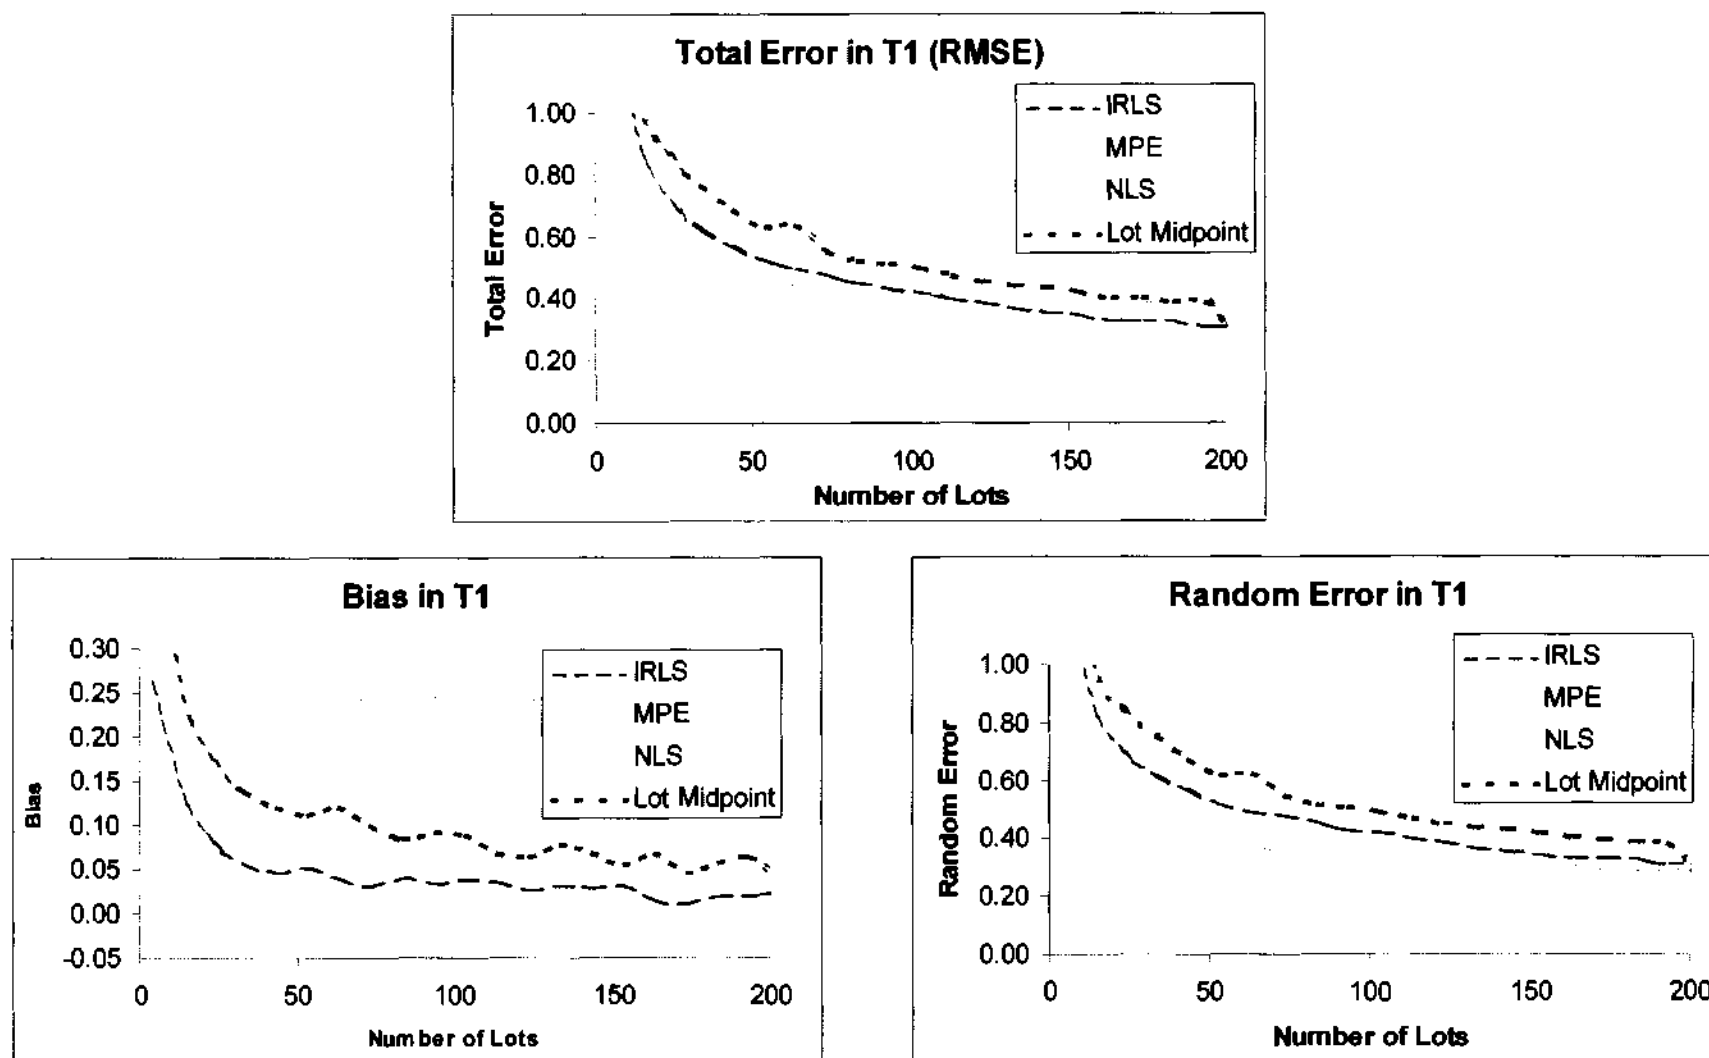 Total Error in T1 (RMSE)
IRLS
MPE
NLS
Lot Midpoint
1.00
0.80
0.60
0.40
0.20
0.00
Total Error
0
50
100
150
200
Number of Lots
Bias in T1
IRLS
MPE
NLS
Lot Midpoint
0.30
0.25
0.20
0.15
0.10
0.05
0.00
-0.05
Bias
0
50
100
150
200
Number of Lots
Random Error in T1
IRLS
MPE
NLS
Lot Midpoint
1.00
0.80
0.60
0.40
0.20
0.00
Random Error
0
50
100
150
200
Number of Lots